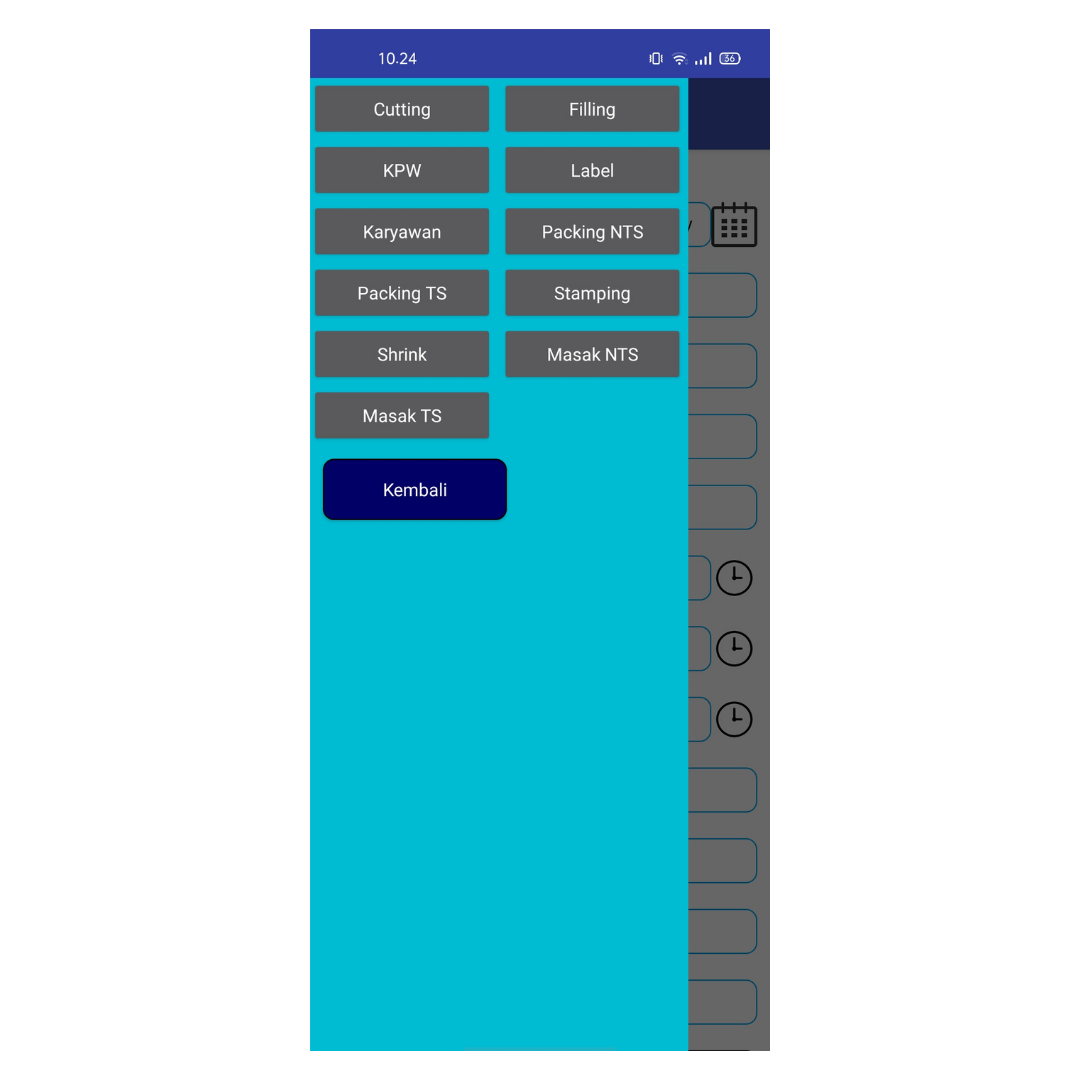 10.24
36
Cutting
Filling
KPW
Label
Karyawan
Packing NTS
Packing TS
Stamping
Shrink
Masak NTS
Masak TS
Kembali